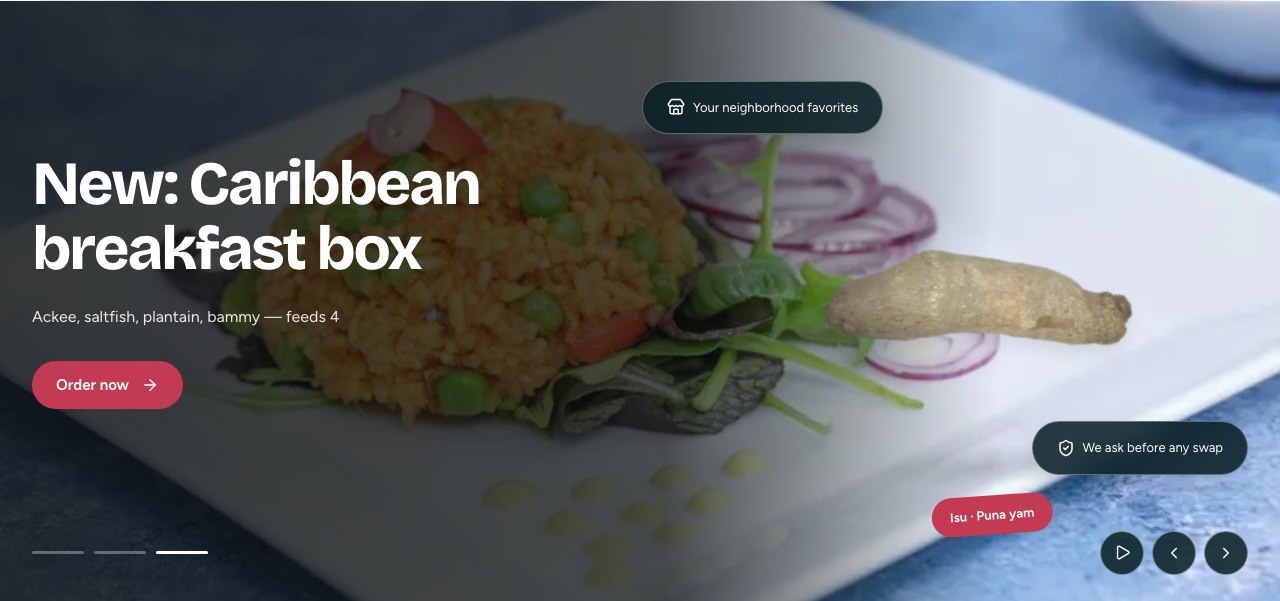 Your neighborhood favorites
New: Caribbean
breakfast box
Ackee, saltfish, plantain, bammy — feeds 4
Order now
We ask before any swap
Isu · Puna yam